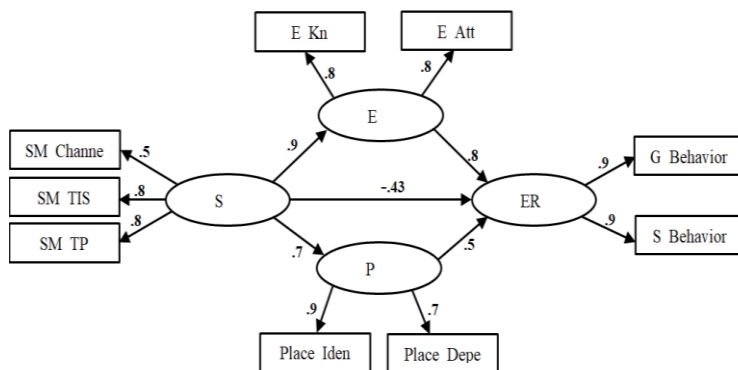 E Kn
E Att
.8
.8
E
SM Channe
.5
.9
.8
.9
G Behavior
SM TIS
.8
S
-.43
ER
SM TP
.8
.9
S Behavior
.7
P
.5
.9
.7
Place Iden
Place Depe